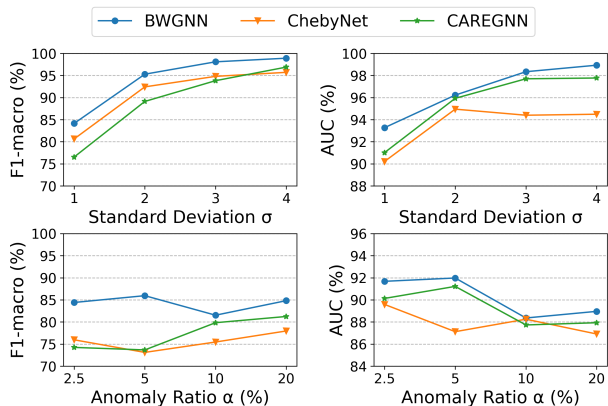 BWGNN ChebyNet CAREGNN
F1-macro (%)
100
95
90
85
80
75
70
1 2 3 4
Standard Deviation σ
AUC (%)
100
98
96
94
92
90
88
1 2 3 4
Standard Deviation σ
F1-macro (%)
100
95
90
85
80
75
70
2.5 5 10 20
Anomaly Ratio α (%)
AUC (%)
96
94
92
90
88
86
84
2.5 5 10 20
Anomaly Ratio α (%)